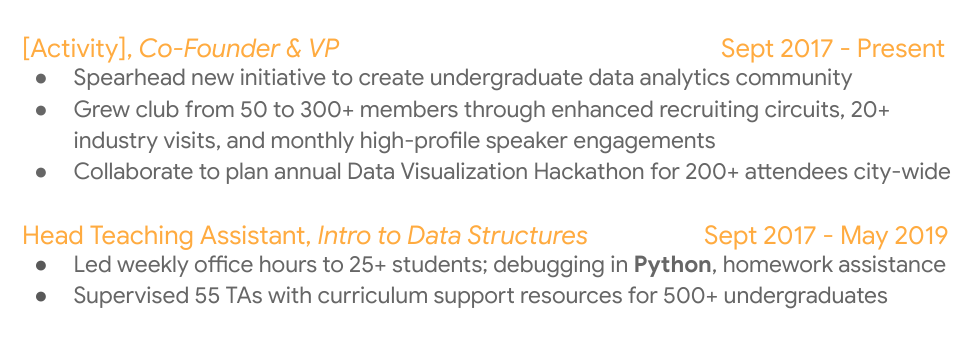 [Activity], Co-Founder & VP Sept 2017 - Present
● Spearhead new initiative to create undergraduate data analytics community
● Grew club from 50 to 300+ members through enhanced recruiting circuits, 20+
industry visits, and monthly high-profile speaker engagements
● Collaborate to plan annual Data Visualization Hackathon for 200+ attendees city-wide
Head Teaching Assistant, Intro to Data Structures Sept 2017 - May 2019
● Led weekly office hours to 25+ students; debugging in Python, homework assistance
● Supervised 55 TAs with curriculum support resources for 500+ undergraduates